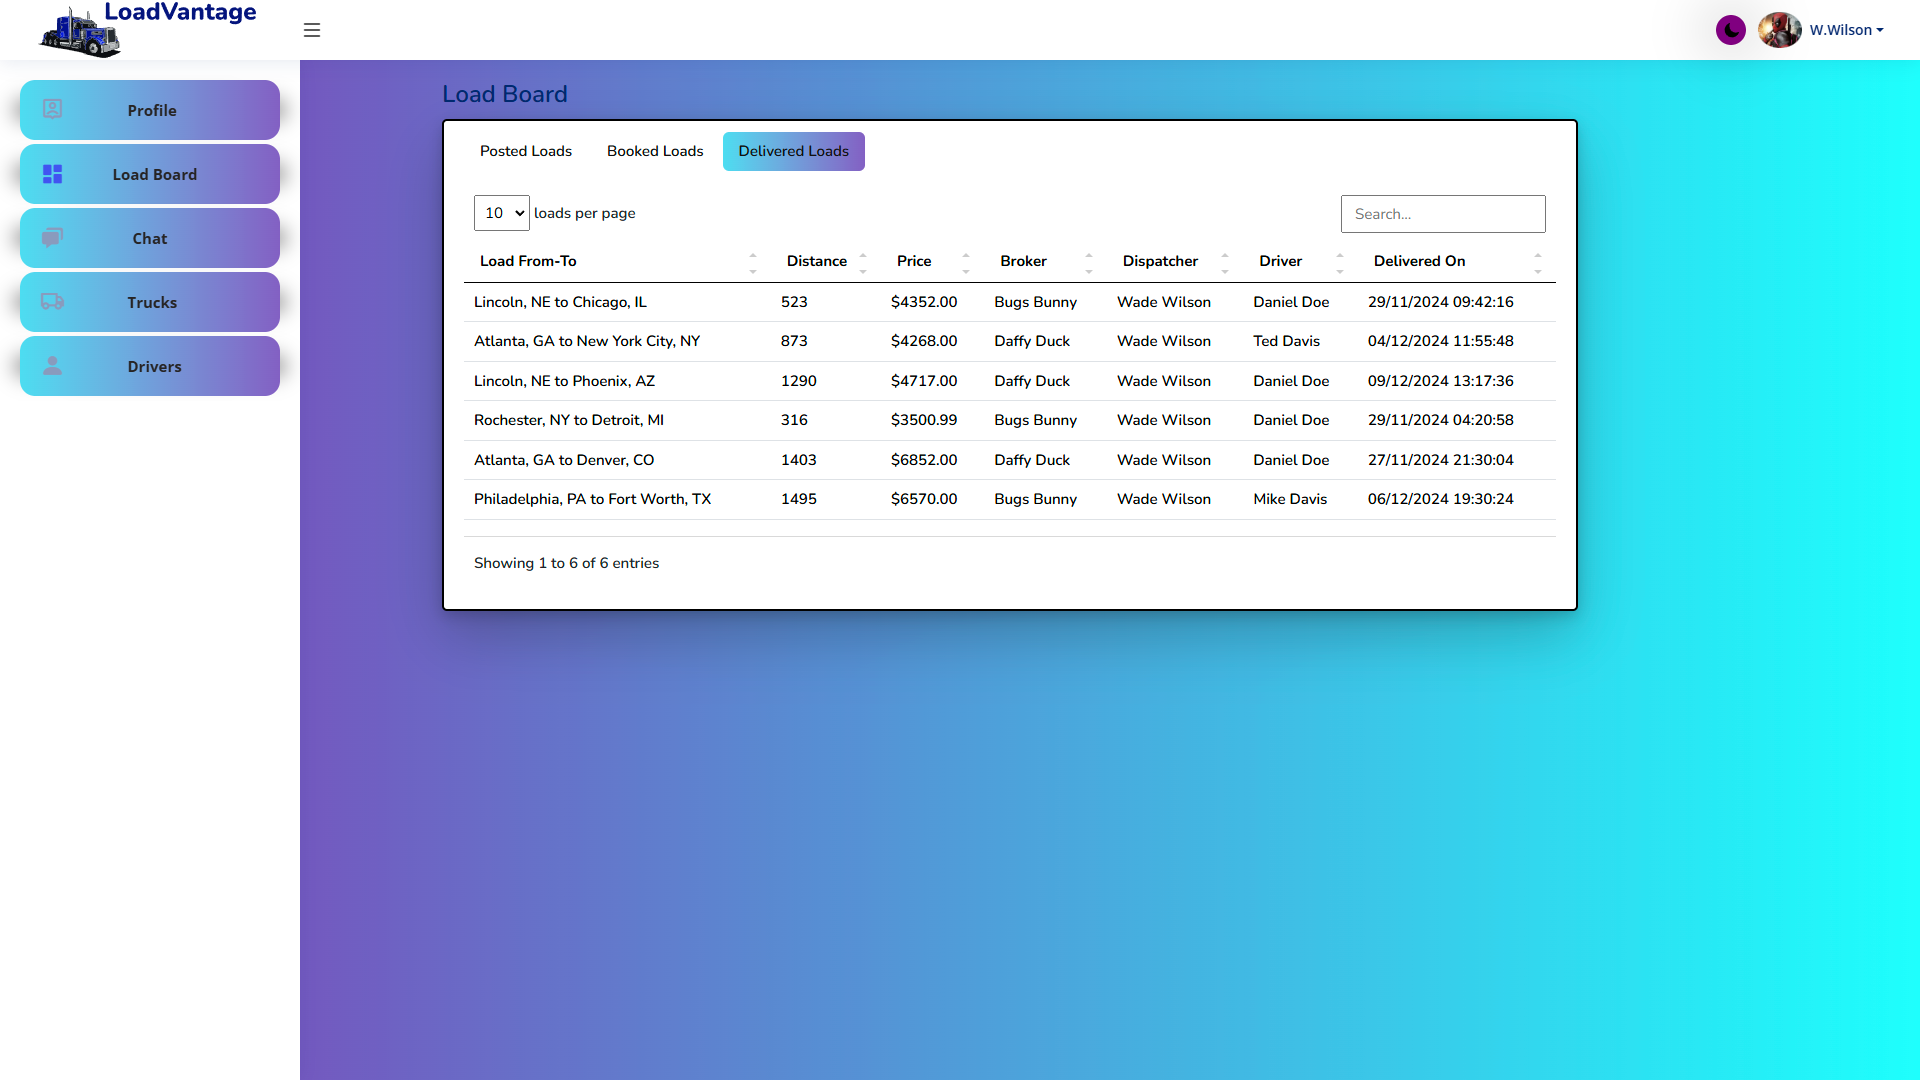 LoadVantage
W.Wilson
Profile
Load Board
Chat
Trucks
Drivers
Load Board
Posted Loads Booked Loads Delivered Loads
10 loads per page Search...
Load From-To Distance Price Broker Dispatcher Driver Delivered On
Lincoln, NE to Chicago, IL 523 $4352.00 Bugs Bunny Wade Wilson Daniel Doe 29/11/2024 09:42:16
Atlanta, GA to New York City, NY 873 $4268.00 Daffy Duck Wade Wilson Ted Davis 04/12/2024 11:55:48
Lincoln, NE to Phoenix, AZ 1290 $4717.00 Daffy Duck Wade Wilson Daniel Doe 09/12/2024 13:17:36
Rochester, NY to Detroit, MI 316 $3500.99 Bugs Bunny Wade Wilson Daniel Doe 29/11/2024 04:20:58
Atlanta, GA to Denver, CO 1403 $6852.00 Daffy Duck Wade Wilson Daniel Doe 27/11/2024 21:30:04
Philadelphia, PA to Fort Worth, TX 1495 $6570.00 Bugs Bunny Wade Wilson Mike Davis 06/12/2024 19:30:24
Showing 1 to 6 of 6 entries